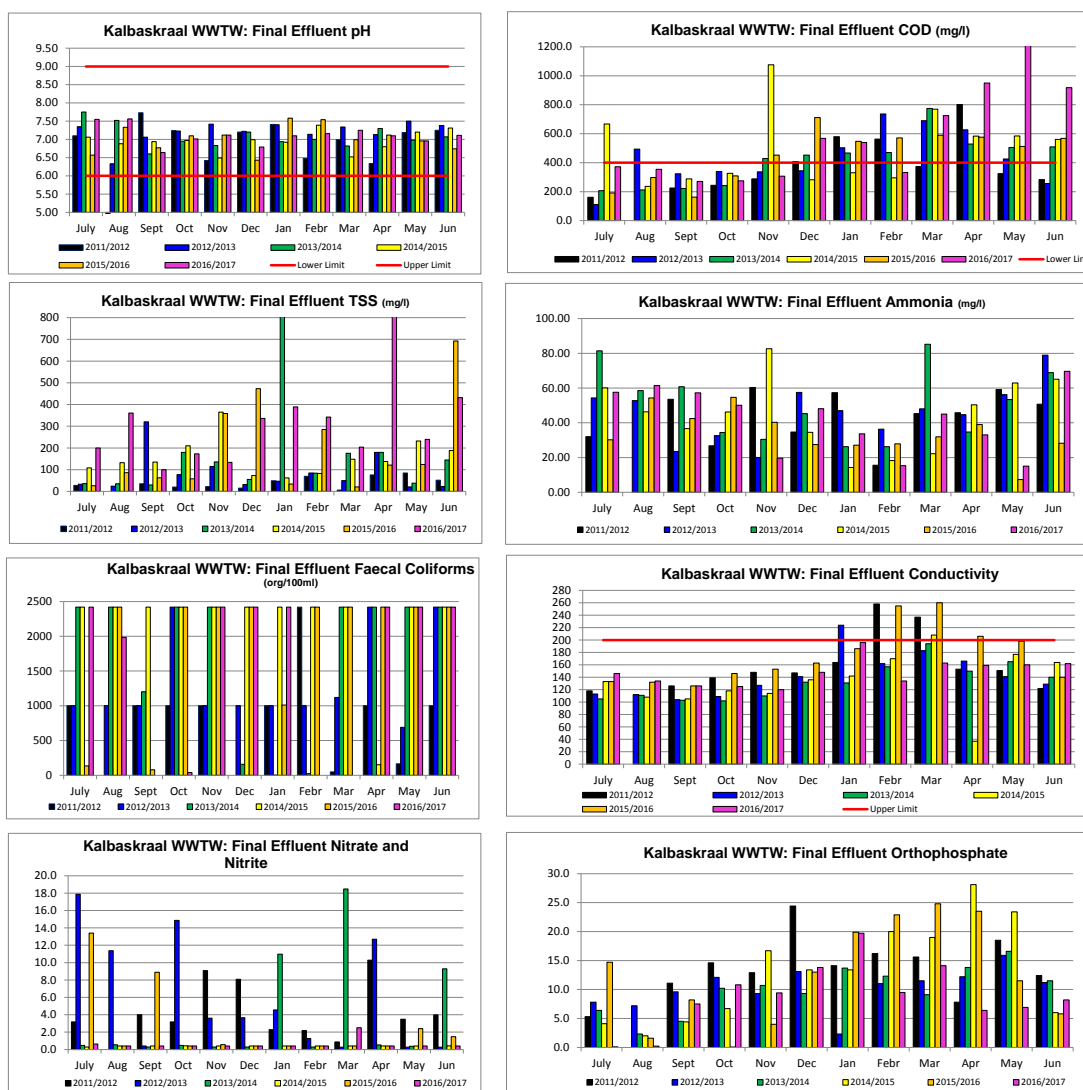 Kalbaskraal WWTW: Final Effluent pH
9.50
9.00
8.50
8.00
7.50
7.00
6.50
6.00
5.50
5.00
July Aug Sept Oct Nov Dec Jan Febr Mar Apr May Jun
2011/2012 2012/2013 2013/2014 2014/2015
2015/2016 2016/2017 Lower Limit Upper Limit
Kalbaskraal WWTW: Final Effluent COD (mg/l)
1200.0
1000.0
800.0
600.0
400.0
200.0
0.0
July Aug Sept Oct Nov Dec Jan Febr Mar Apr May Jun
2011/2012 2012/2013 2013/2014 2014/2015 2015/2016 2016/2017 Lower Lim
Kalbaskraal WWTW: Final Effluent TSS (mg/l)
800
700
600
500
400
300
200
100
0
July Aug Sept Oct Nov Dec Jan Febr Mar Apr May Jun
2011/2012 2012/2013 2013/2014 2014/2015 2015/2016 2016/2017
Kalbaskraal WWTW: Final Effluent Ammonia (mg/l)
100.00
80.00
60.00
40.00
20.00
0.00
July Aug Sept Oct Nov Dec Jan Febr Mar Apr May Jun
2011/2012 2012/2013 2013/2014 2014/2015 2015/2016 2016/2017
Kalbaskraal WWTW: Final Effluent Faecal Coliforms
(org/100ml)
2500
2000
1500
1000
500
0
July Aug Sept Oct Nov Dec Jan Febr Mar Apr May Jun
2011/2012 2012/2013 2013/2014 2014/2015 2015/2016 2016/2017
Kalbaskraal WWTW: Final Effluent Conductivity
280
260
240
220
200
180
160
140
120
100
80
60
40
20
0
July Aug Sept Oct Nov Dec Jan Febr Mar Apr May Jun
2011/2012 2012/2013 2013/2014 2014/2015
2015/2016 2016/2017 Upper Limit
Kalbaskraal WWTW: Final Effluent Nitrate and
Nitrite
20.0
18.0
16.0
14.0
12.0
10.0
8.0
6.0
4.0
2.0
0.0
July Aug Sept Oct Nov Dec Jan Febr Mar Apr May Jun
2011/2012 2012/2013 2013/2014 2014/2015 2015/2016 2016/2017
Kalbaskraal WWTW: Final Effluent Orthophosphate
30.0
25.0
20.0
15.0
10.0
5.0
0.0
July Aug Sept Oct Nov Dec Jan Febr Mar Apr May Jun
2011/2012 2012/2013 2013/2014 2014/2015 2015/2016 2016/2017